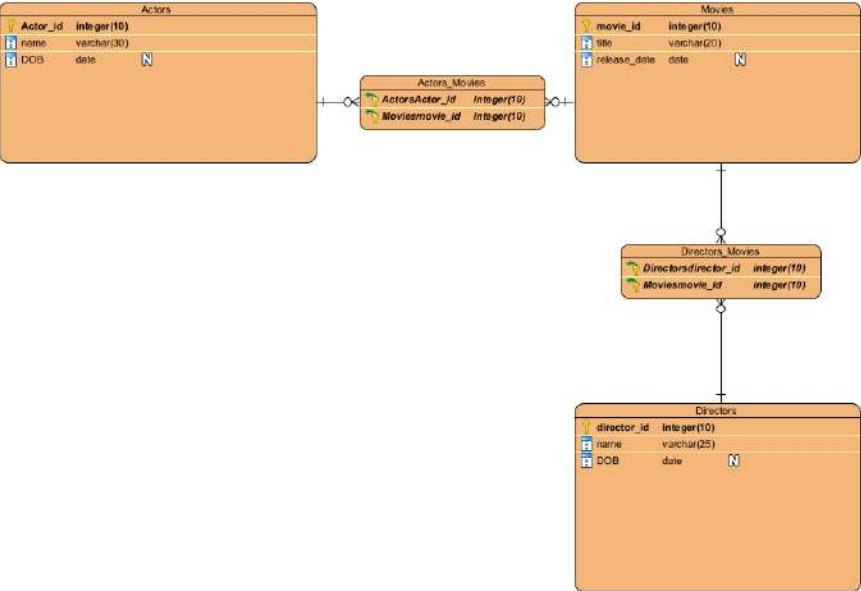 Actors
Actor_id integer(10)
name varchar(30)
DOB date N
Actors_Movies
ActorsActor_id integer(10)
Moviesmovie_id integer(10)
Movies
movie_id integer(10)
title varchar(20)
release_date date N
Directors_Movies
Directorsdirector_id integer(10)
Moviesmovie_id integer(10)
Directors
director_id integer(10)
name varchar(25)
DOB date N